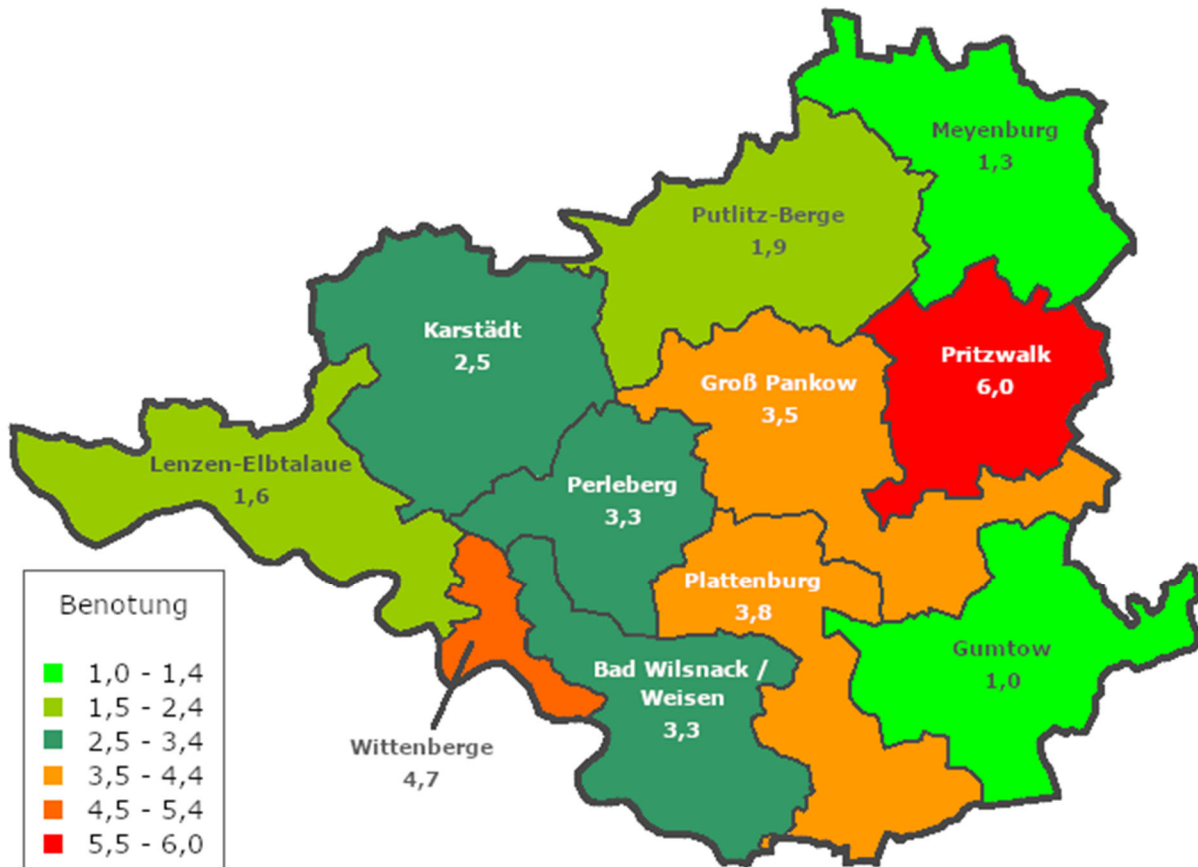 Meyenburg
1,3
Putlitz-Berge
1,9
Karstädt
2,5
Pritzwalk
6,0
Groß Pankow
3,5
Lenzen-Elbtalaue
1,6
Perleberg
3,3
Plattenburg
3,8
Gumtow
1,0
Bad Wilsnack /
Weisen
3,3
Wittenberge
4,7
Benotung
1,0 - 1,4
1,5 - 2,4
2,5 - 3,4
3,5 - 4,4
4,5 - 5,4
5,5 - 6,0